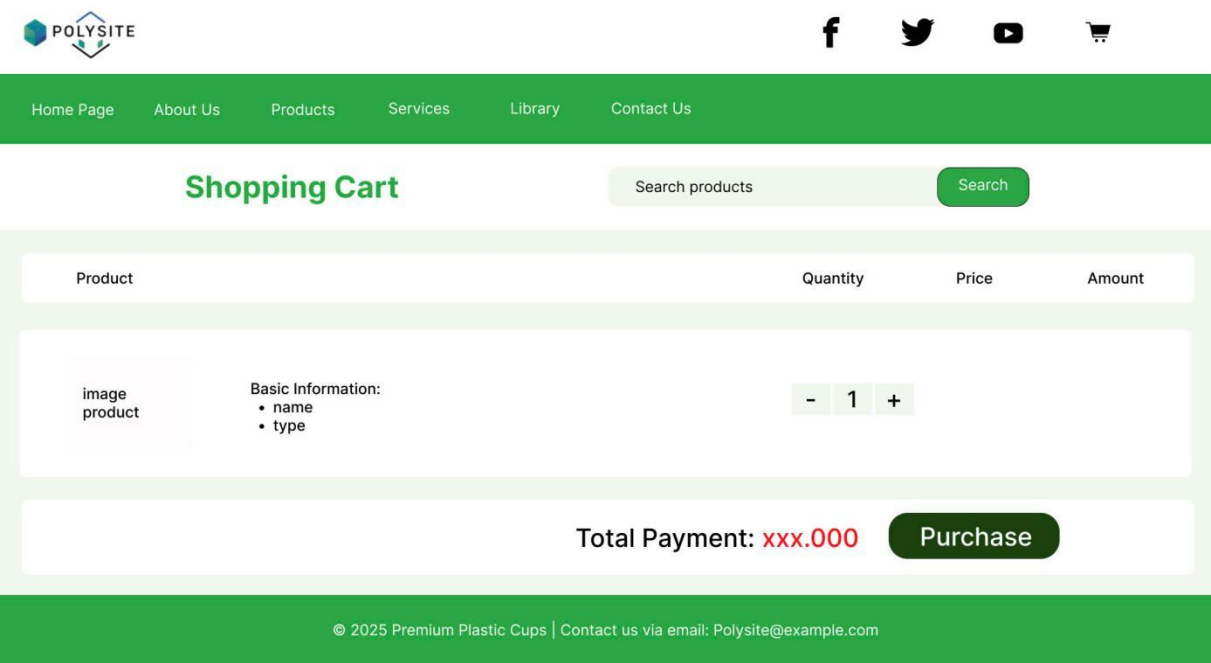 POLYSITE
Home Page About Us Products Services Library Contact Us
Shopping Cart Search products Search
Product Quantity Price Amount
image
product
Basic Information:
• name
• type
- 1 +
Total Payment: xxx.000 Purchase
© 2025 Premium Plastic Cups | Contact us via email: Polysite@example.com